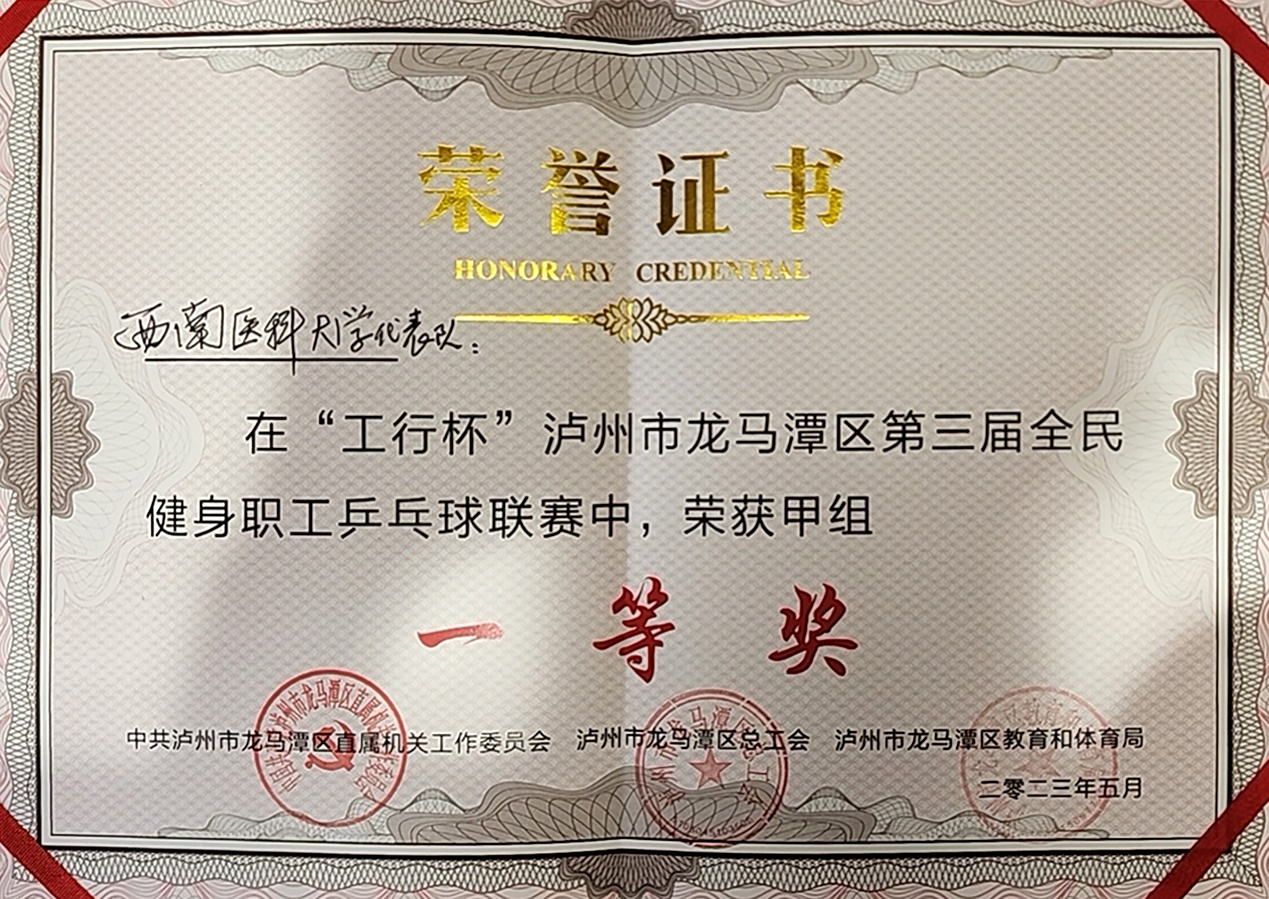 荣誉证书
HONORARY CREDENTIAL
西南医科大学代表队：
在“工行杯”泸州市龙马潭区第三届全民
健身职工乒乓球联赛中，荣获甲组
一等奖
中共泸州市龙马潭区直属机关工作委员会 泸州市龙马潭区总工会 泸州市龙马潭区教育和体育局
二零二三年五月